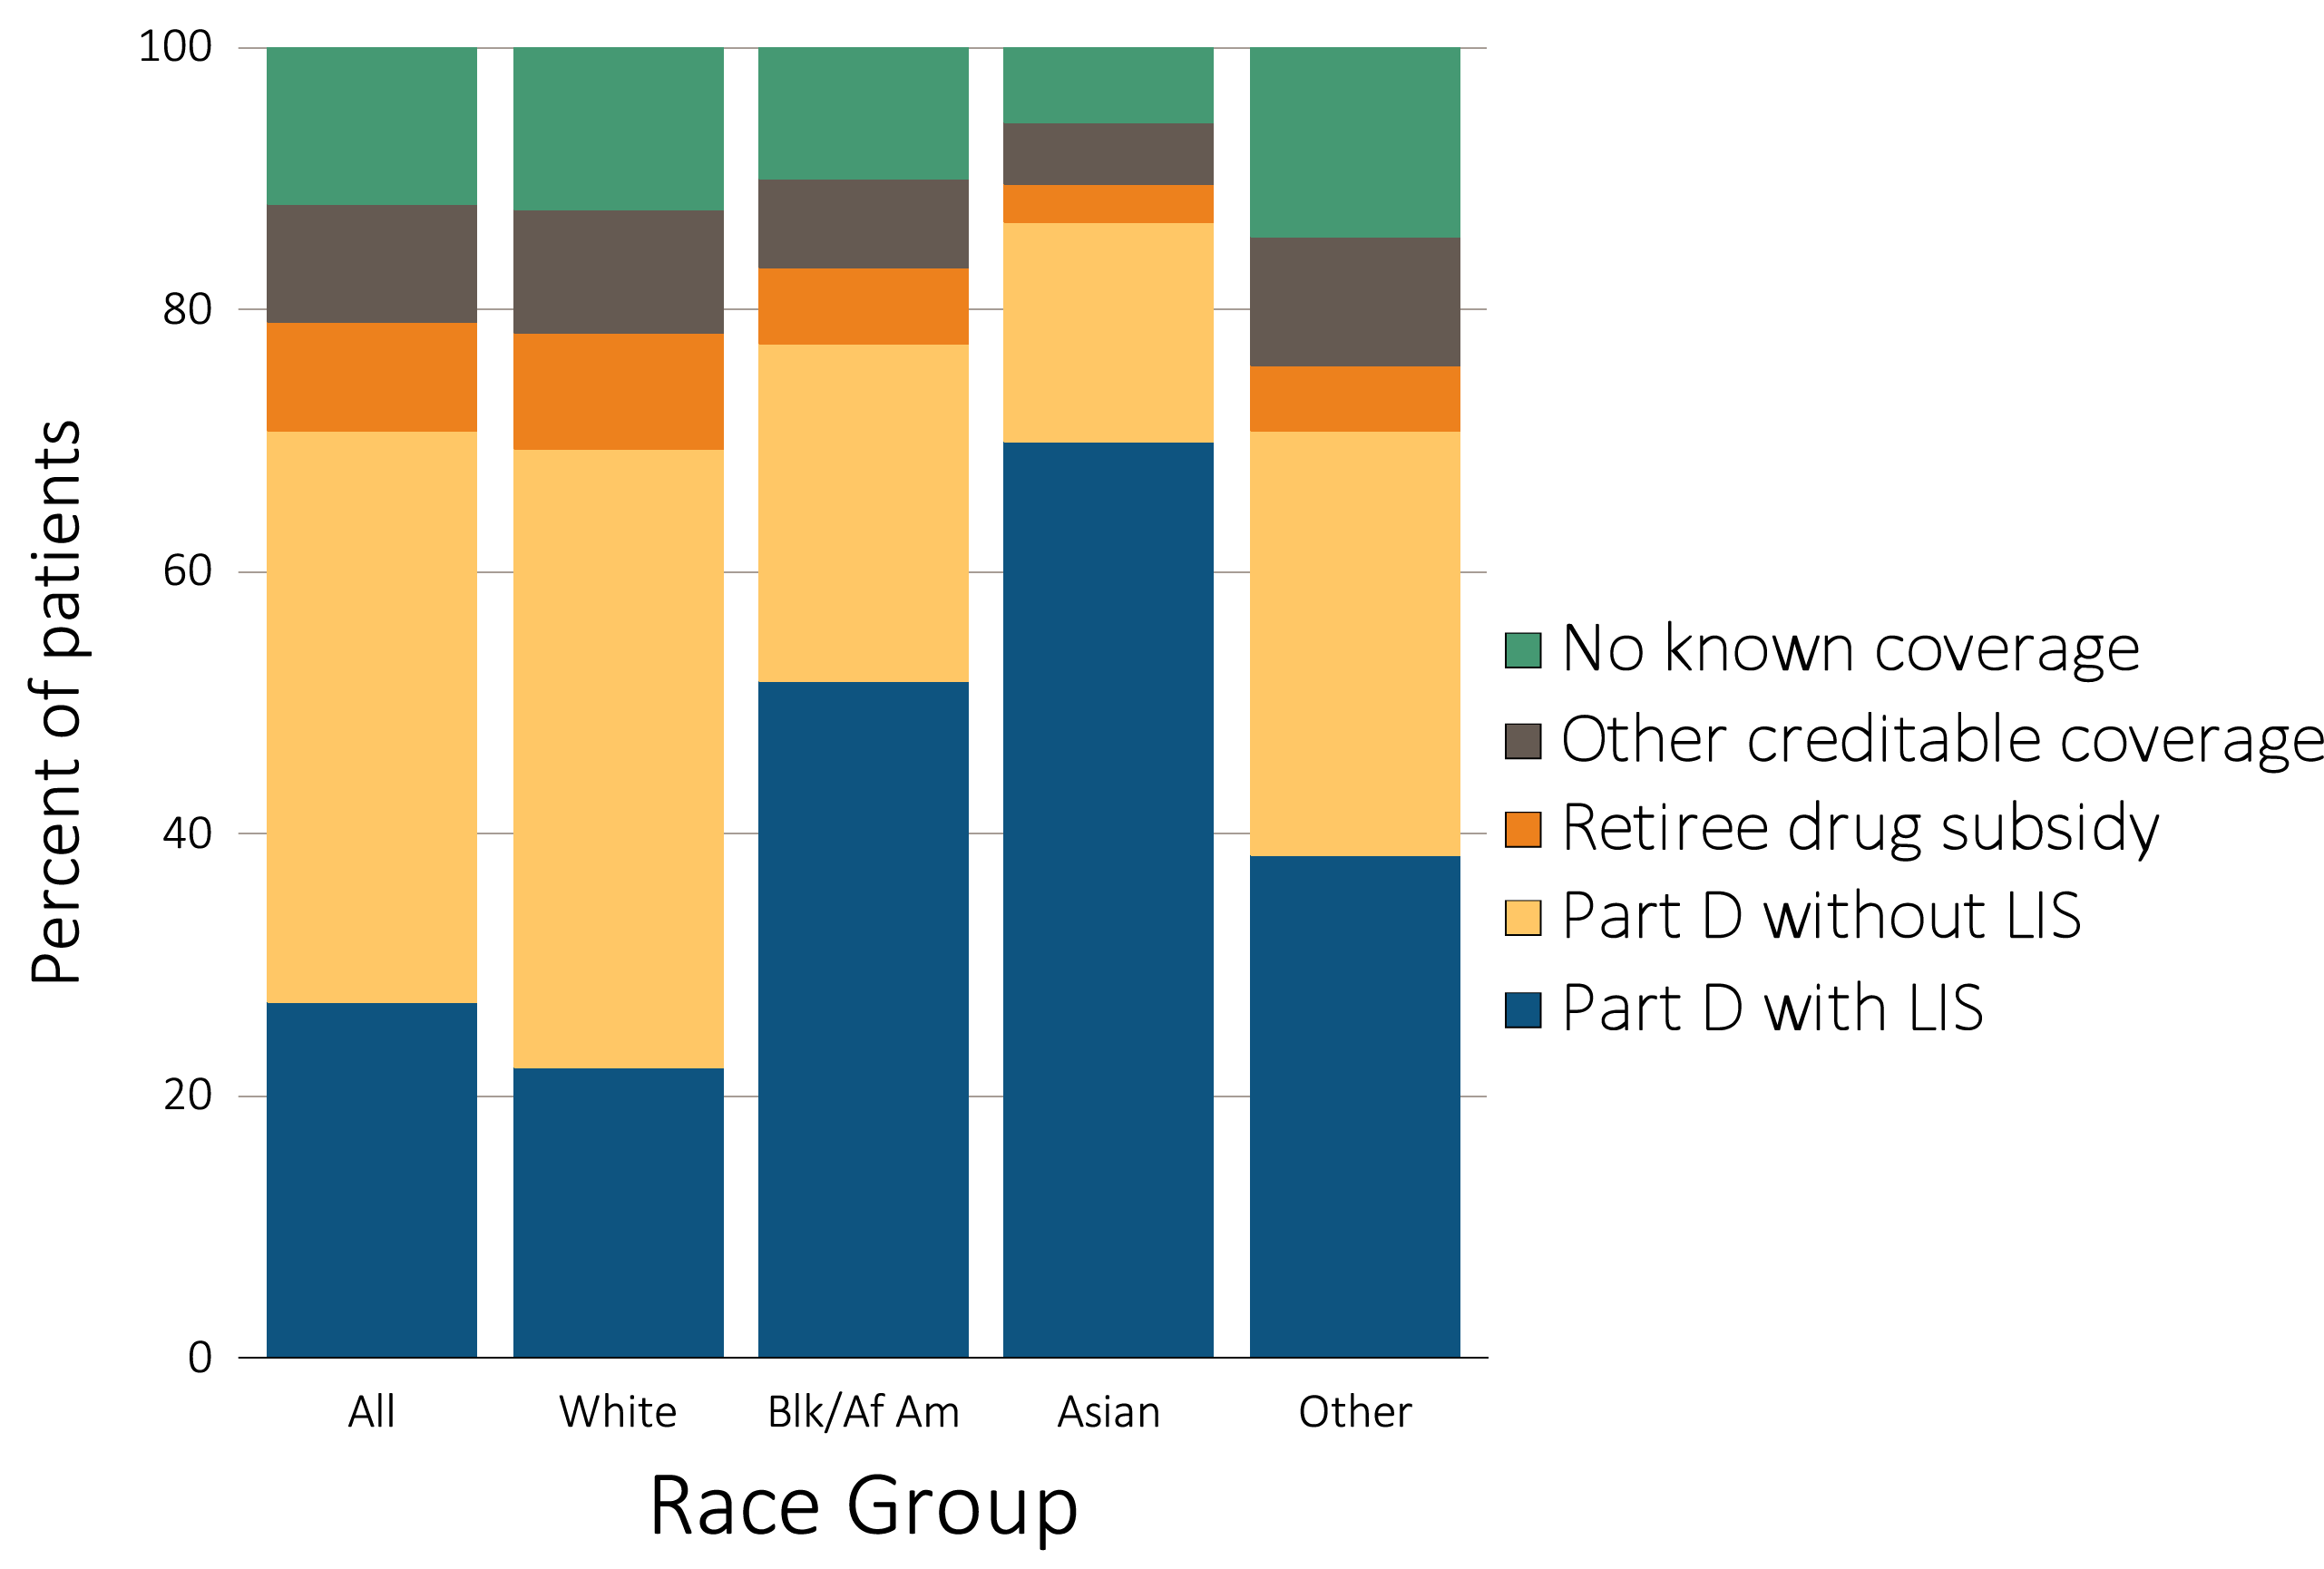 Percent of patients
100
80
60
40
20
0
All
White
Blk/Af Am
Asian
Other
Race Group
No known coverage
Other creditable coverage
Retiree drug subsidy
Part D without LIS
Part D with LIS